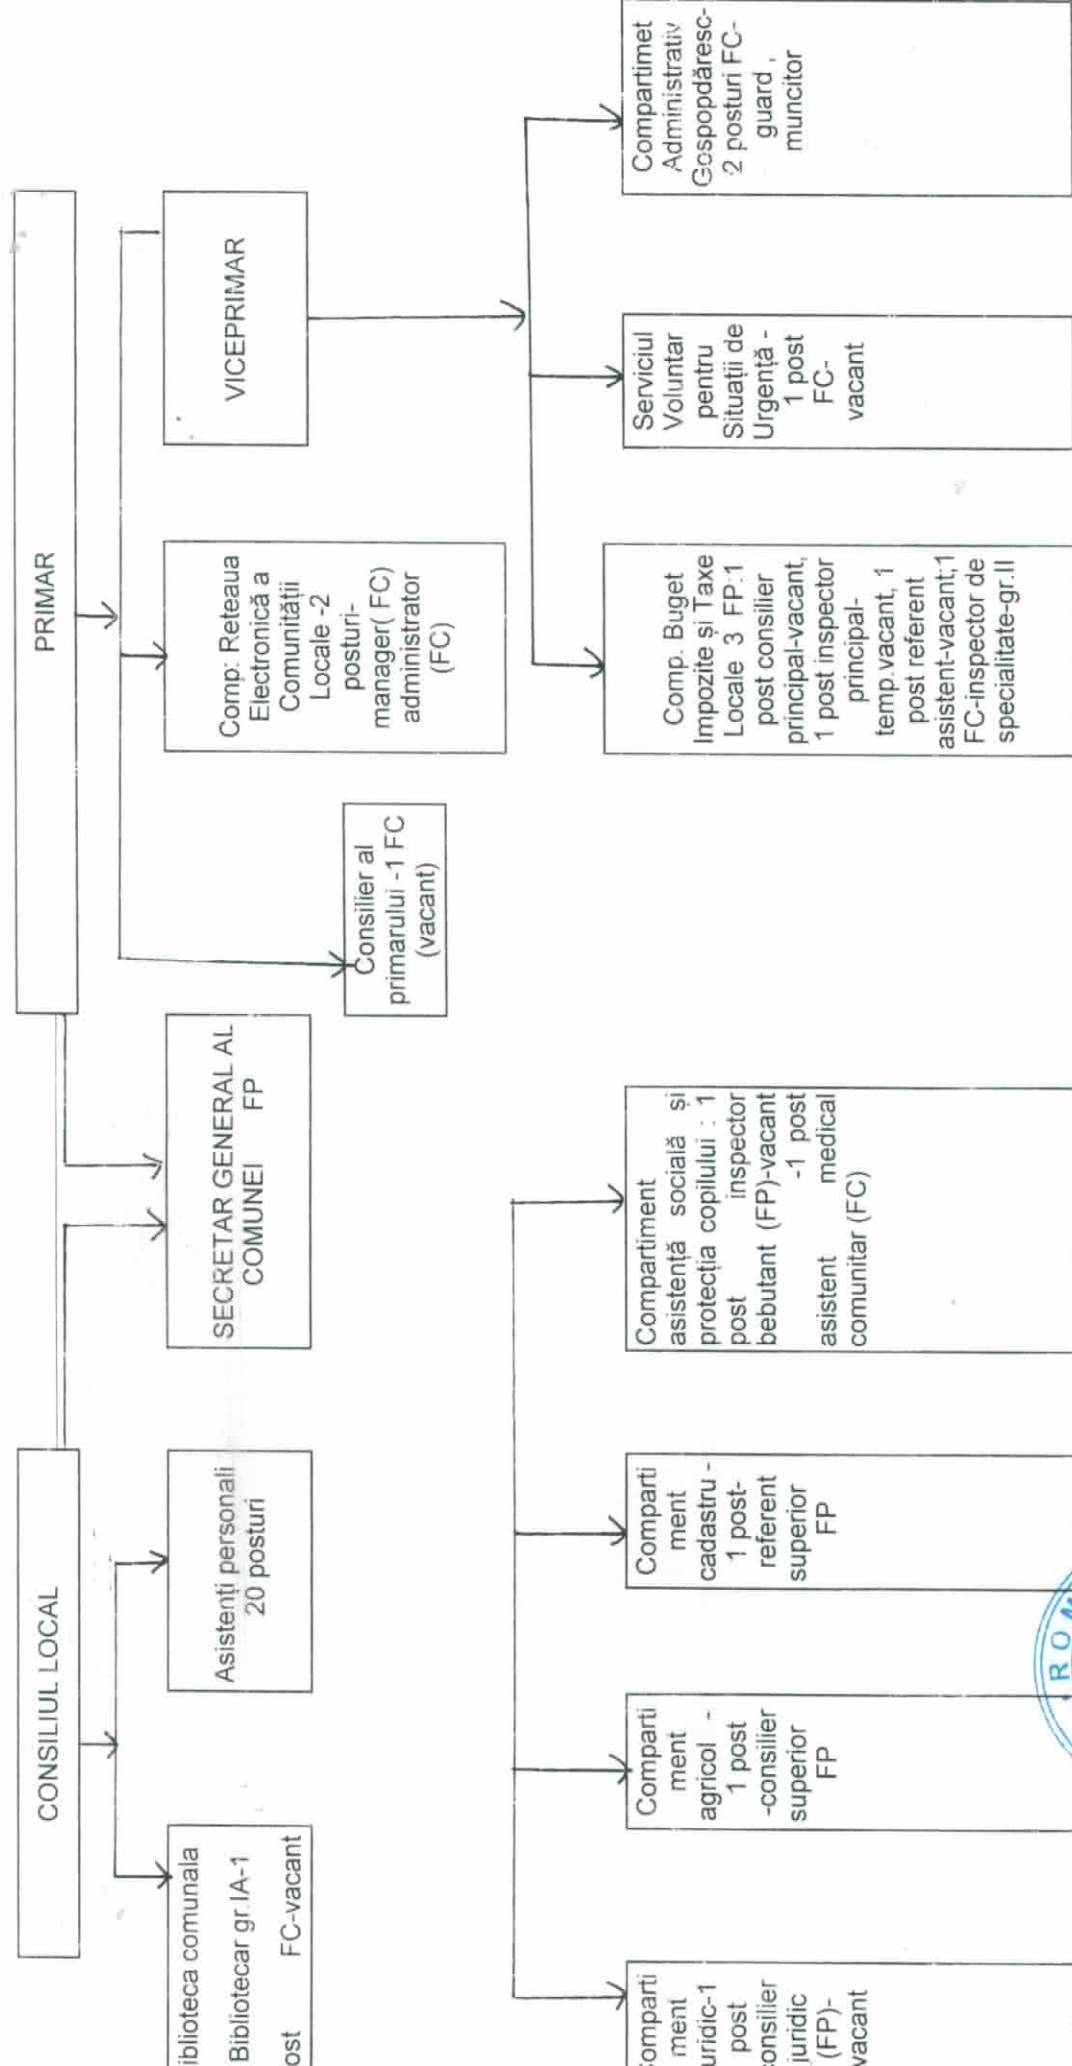 CONSILIUL LOCAL
PRIMAR
iblioteca comunala
Bibliotecar gr.IA-1
ost FC-vacant
Asistenți personali
20 posturi
SECRETAR GENERAL AL
COMUNEI FP
Consilier al
primarului -1 FC
(vacant)
Comp: Reteaua
Electronică a
Comunității
Locale -2
posturi-
manager( FC)
administrator
(FC)
VICEPRIMAR
Comparti
ment
uridic-1
post
onsilier
juridic
(FP)-
vacant
Comparti
ment
agricol -
1 post
-consilier
superior
FP
Comparti
ment
cadastru -
1 post-
referent
superior
FP
Compartiment
asistență socială și
protecția copilului : 1
post inspector
bebutant (FP)-vacant
-1 post
asistent medical
comunitar (FC)
Comp. Buget
Impozite și Taxe
Locale 3 FP:1
post consilier
principal-vacant,
1 post inspector
principal-
temp.vacant, 1
post referent
asistent-vacant;1
FC-inspector de
specialitate-gr.II
Serviciul
Voluntar
pentru
Situații de
Urgență -
1 post
FC-
vacant
Compartimet
Administrativ
Gospopdăresc-
2 posturi FC-
guard ,
muncitor